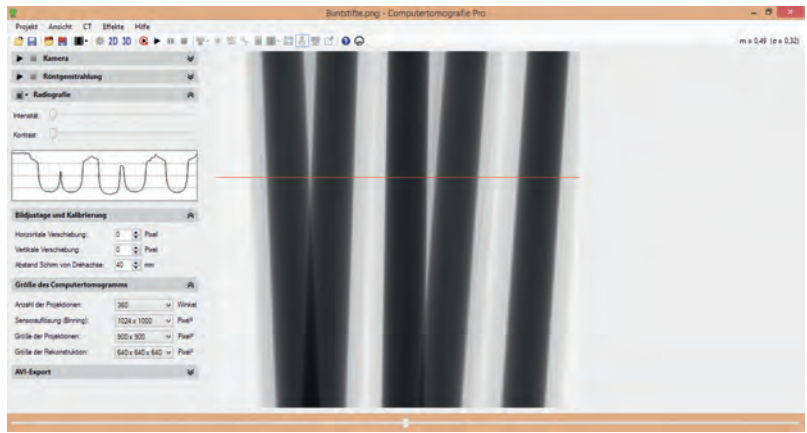 Buntstifte.png - Computertomografie Pro
Projekt Ansicht CT Effekte Hilfe
2D 3D
m = 0,49 (σ = 0,32)
Kamera
Röntgenstrahlung
Radiografie
Intensität:
Kontrast:
Bildjustage und Kalibrierung
Horizontale Verschiebung: 0 Pixel
Vertikale Verschiebung: 0 Pixel
Abstand Schirm von Drehachse: 40 mm
Größe des Computertomogramms
Anzahl der Projektionen: 360 Winkel
Sensorauflösung (Binning): 1024 x 1000 Pixel²
Größe der Projektionen: 900 x 900 Pixel²
Größe der Rekonstruktion: 640 x 640 x 640 Pixel³
AVI-Export